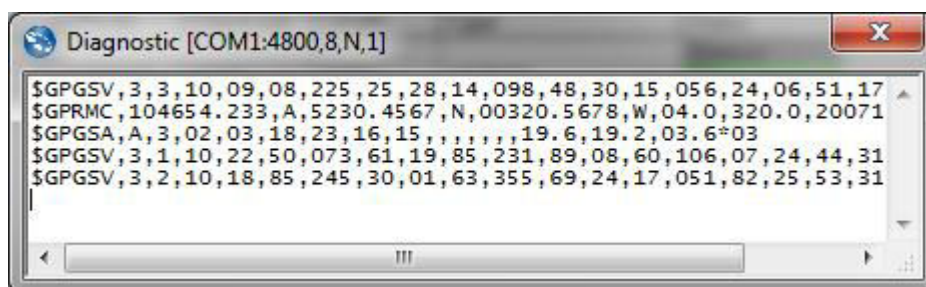 Diagnostic [COM1:4800,8,N,1]
$GPGSV,3,3,10,09,08,225,25,28,14,098,48,30,15,056,24,06,51,17
$GPRMC,104654.233,A,5230.4567,N,00320.5678,W,04.0,320.0,20071
$GPGSA,A,3,02,03,18,23,16,15,,,,,,,19.6,19.2,03.6*03
$GPGSV,3,1,10,22,50,073,61,19,85,231,89,08,60,106,07,24,44,31
$GPGSV,3,2,10,18,85,245,30,01,63,355,69,24,17,051,82,25,53,31